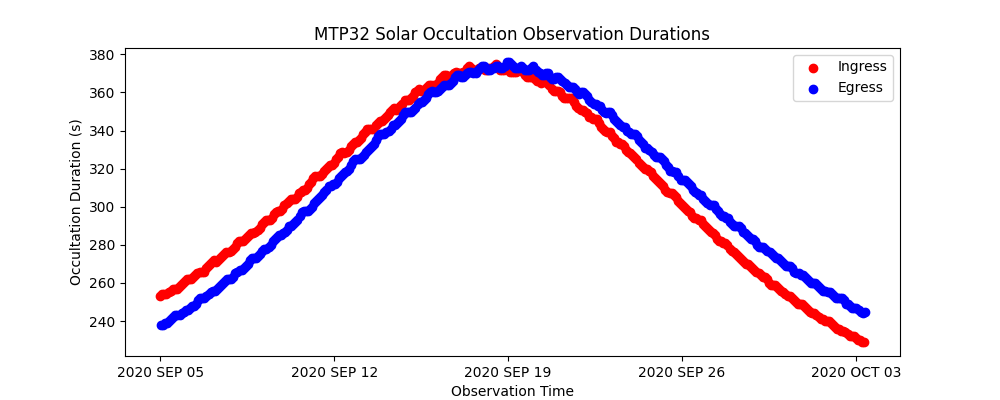 MTP32 Solar Occultation Observation Durations
Occultation Duration (s)
380
360
340
320
300
280
260
240
Ingress
Egress
2020 SEP 05
2020 SEP 12
2020 SEP 19
2020 SEP 26
2020 OCT 03
Observation Time